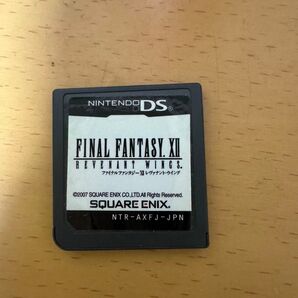 NINTENDO DS
FINAL FANTASY. XII
REVENANT WINGS.
ファイナルファンタジーXII レヴァナント・ウイング
©2007 SQUARE ENIX CO.,LTD.All Rights Reserved.
SQUARE ENIX.
NTR-AXFJ-JPN